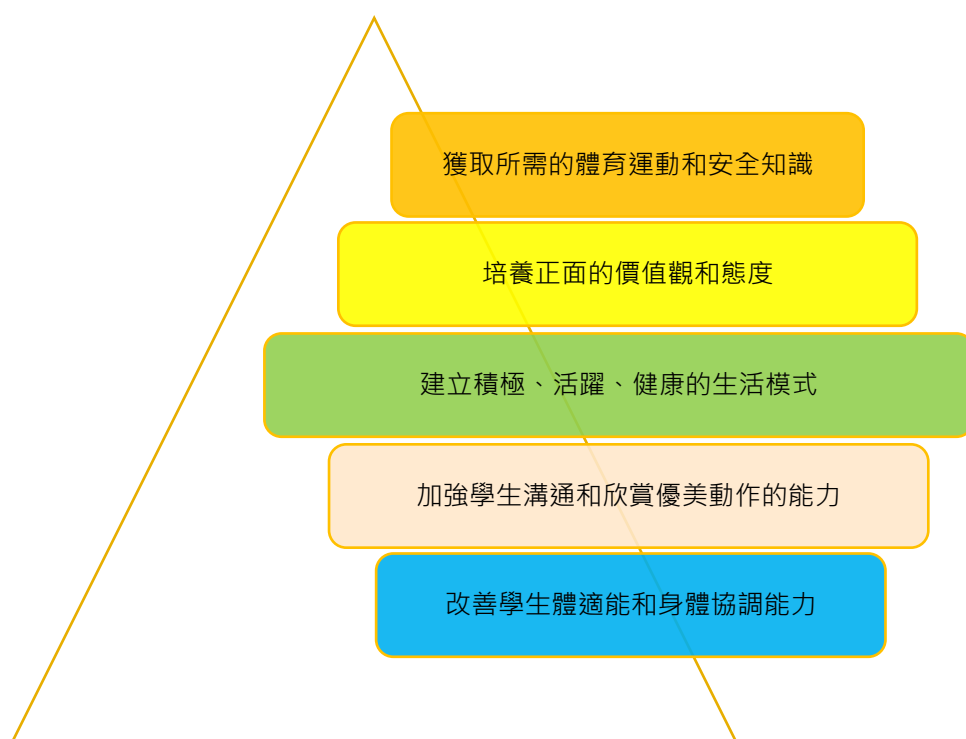 獲取所需的體育運動和安全知識
培養正面的價值觀和態度
建立積極、活躍、健康的生活模式
加強學生溝通和欣賞優美動作的能力
改善學生體適能和身體協調能力